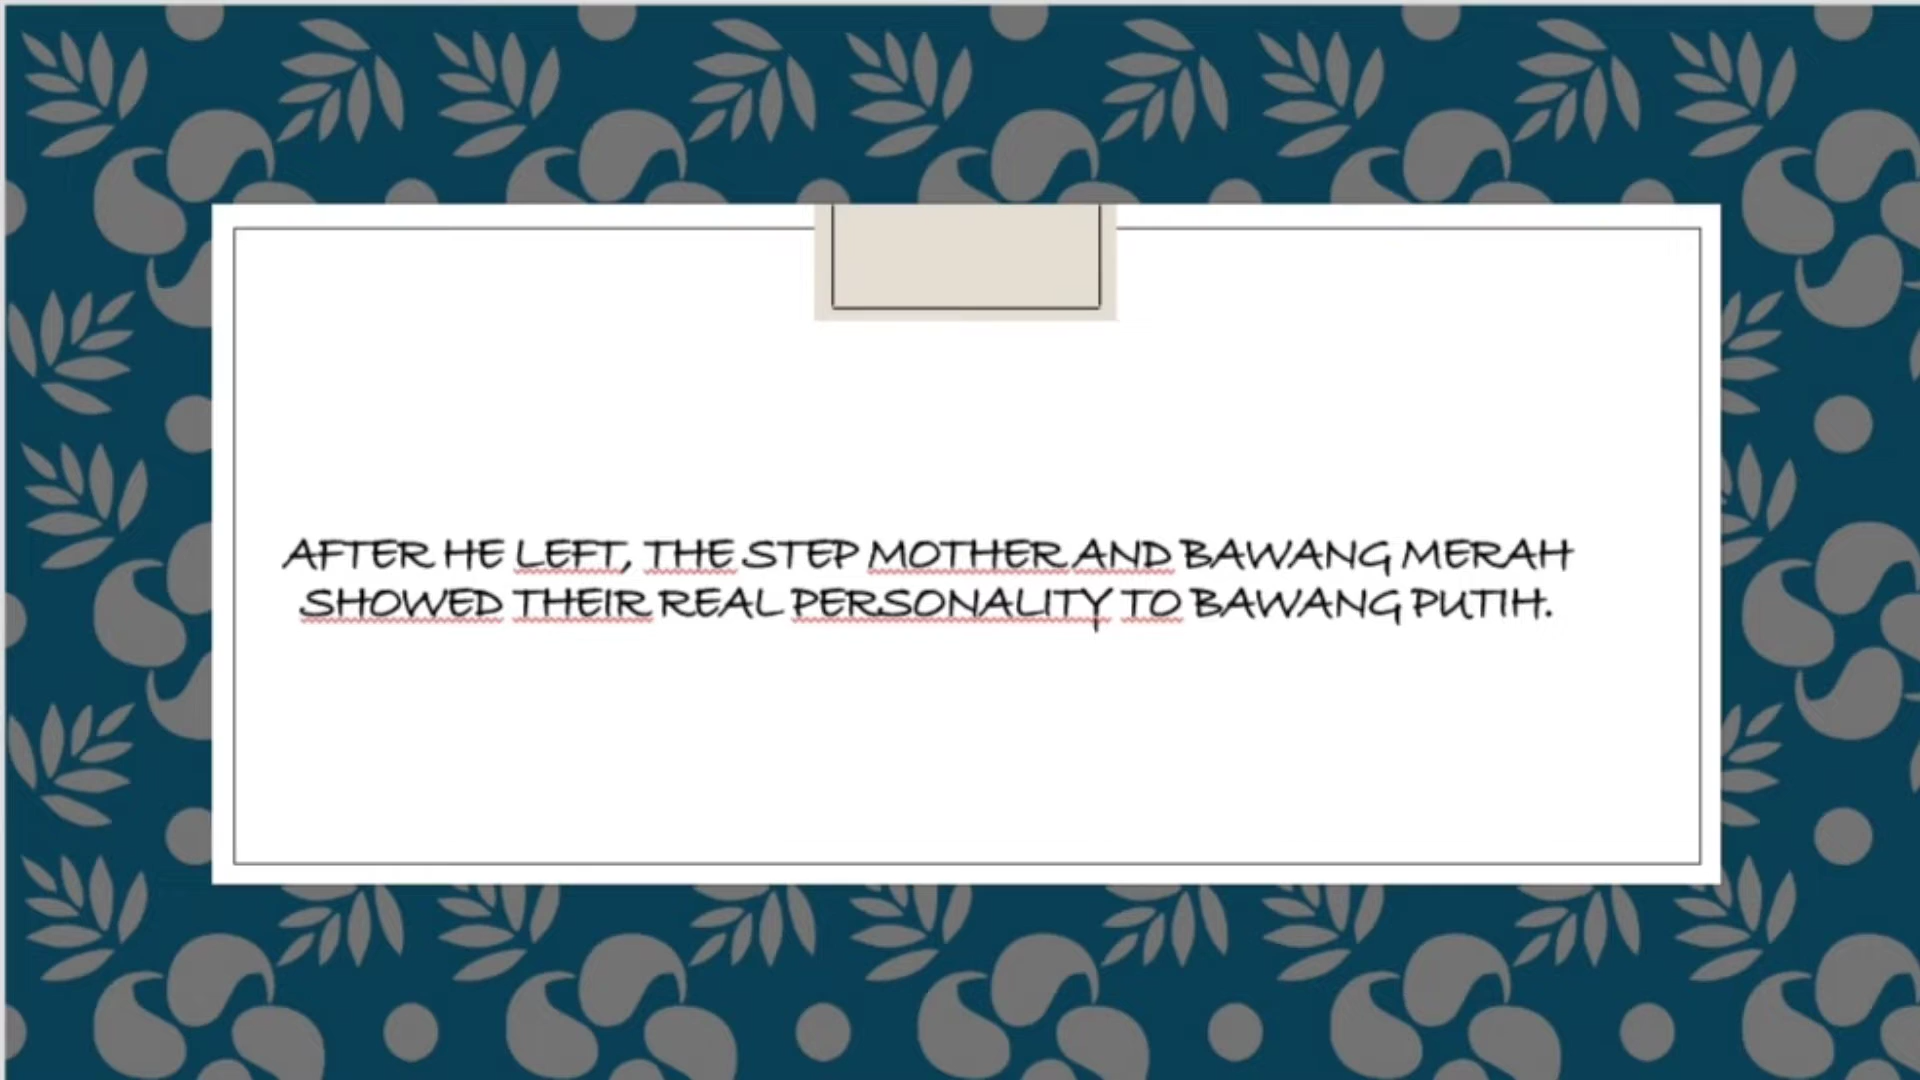 AFTER HE LEFT, THE STEP MOTHER AND BAWANG MERAH
SHOWED THEIR REAL PERSONALITY TO BAWANG PUTIH.